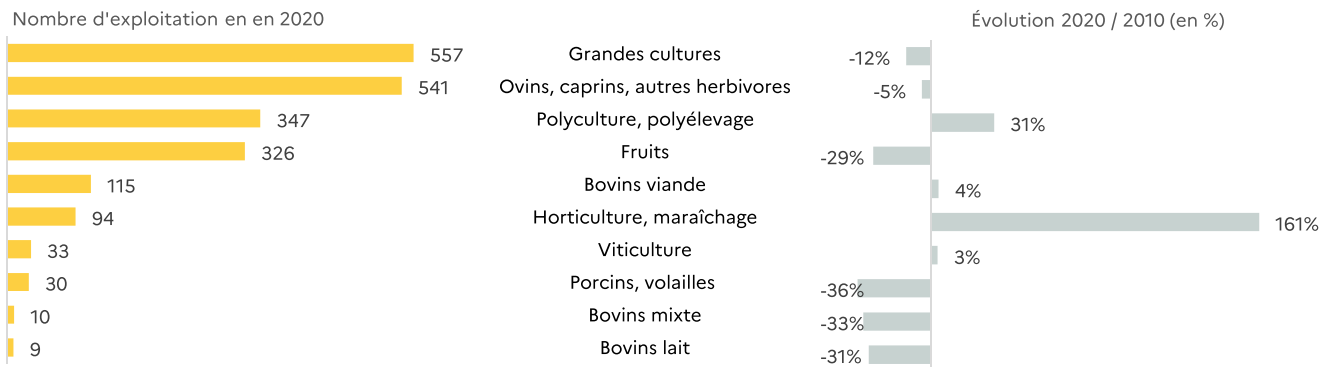 Nombre d'exploitation en en 2020
Évolution 2020 / 2010 (en %)
557 Grandes cultures -12%
541 Ovins, caprins, autres herbivores -5%
347 Polyculture, polyélevage 31%
326 Fruits -29%
115 Bovins viande 4%
94 Horticulture, maraîchage 161%
33 Viticulture 3%
30 Porcins, volailles -36%
10 Bovins mixte -33%
9 Bovins lait -31%